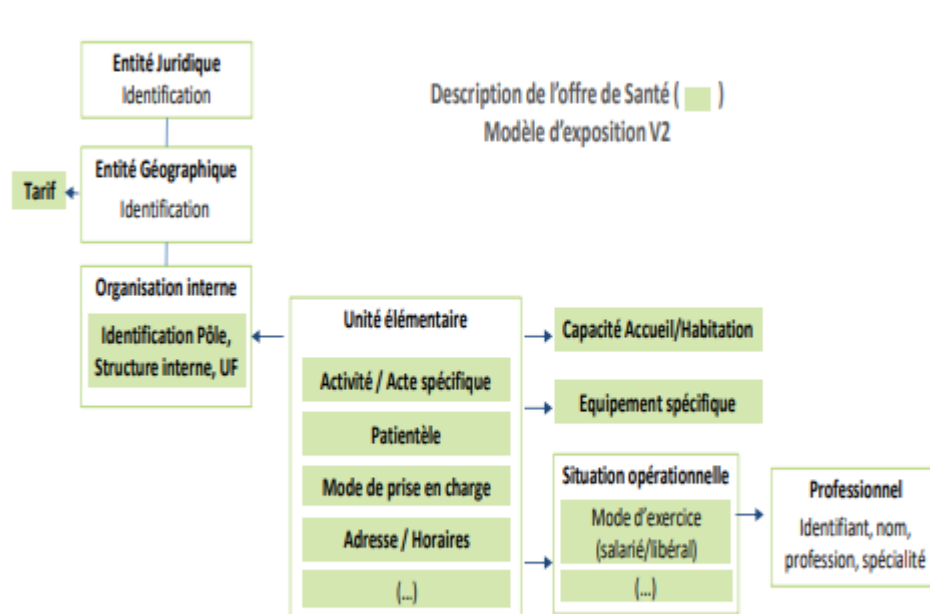 Entité Juridique
Identification
Description de l'offre de Santé ( )
Modèle d'exposition V2
Entité Géographique
Identification
Tarif
Organisation interne
Identification Pôle,
Structure interne, UF
Unité élémentaire
Activité / Acte spécifique
Patientèle
Mode de prise en charge
Adresse / Horaires
(...)
Capacité Accueil/Habitation
Equipement spécifique
Situation opérationnelle
Mode d'exercice
(salarié/libéral)
(...)
Professionnel
Identifiant, nom,
profession, spécialité